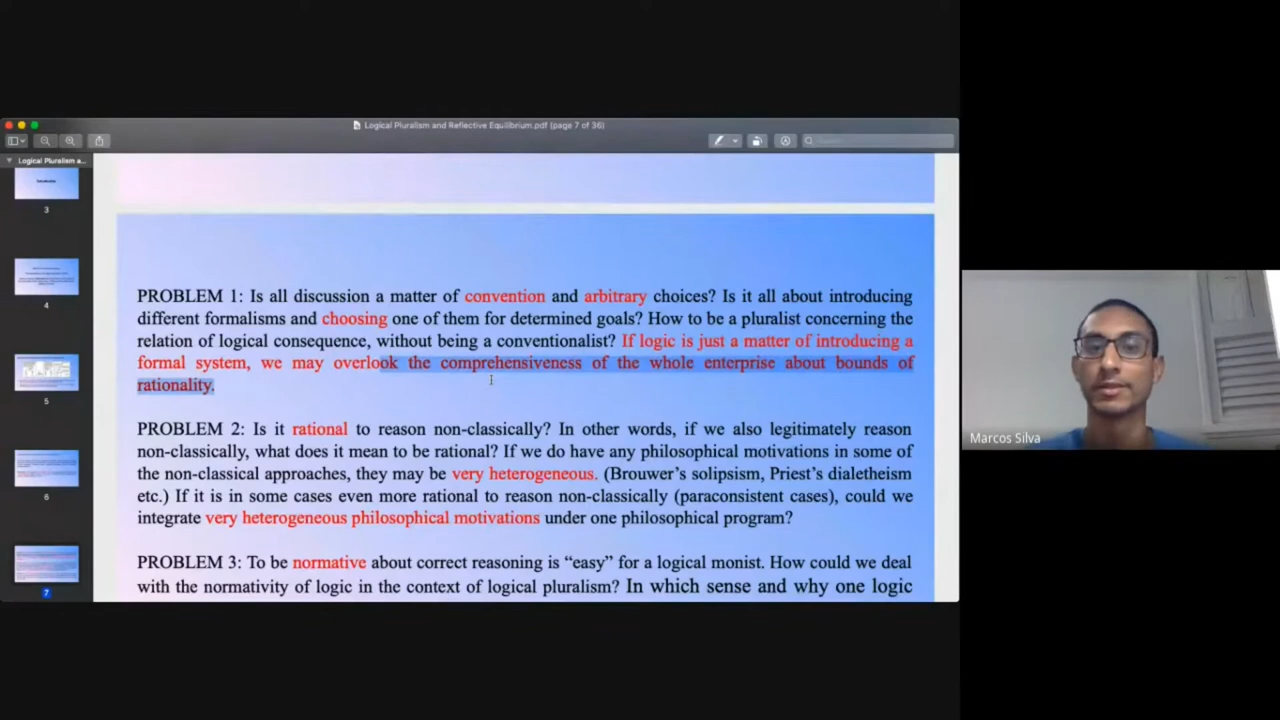 Logical Pluralism and Reflective Equilibrium.pdf (page 7 of 36)
Logical Pluralism a...
3
4
5
6
7
PROBLEM 1: Is all discussion a matter of convention and arbitrary choices? Is it all about introducing
different formalisms and choosing one of them for determined goals? How to be a pluralist concerning the
relation of logical consequence, without being a conventionalist? If logic is just a matter of introducing a
formal system, we may overlook the comprehensiveness of the whole enterprise about bounds of
rationality.
PROBLEM 2: Is it rational to reason non-classically? In other words, if we also legitimately reason
non-classically, what does it mean to be rational? If we do have any philosophical motivations in some of
the non-classical approaches, they may be very heterogeneous. (Brouwer’s solipsism, Priest’s dialetheism
etc.) If it is in some cases even more rational to reason non-classically (paraconsistent cases), could we
integrate very heterogeneous philosophical motivations under one philosophical program?
PROBLEM 3: To be normative about correct reasoning is “easy” for a logical monist. How could we deal
with the normativity of logic in the context of logical pluralism? In which sense and why one logic
Marcos Silva